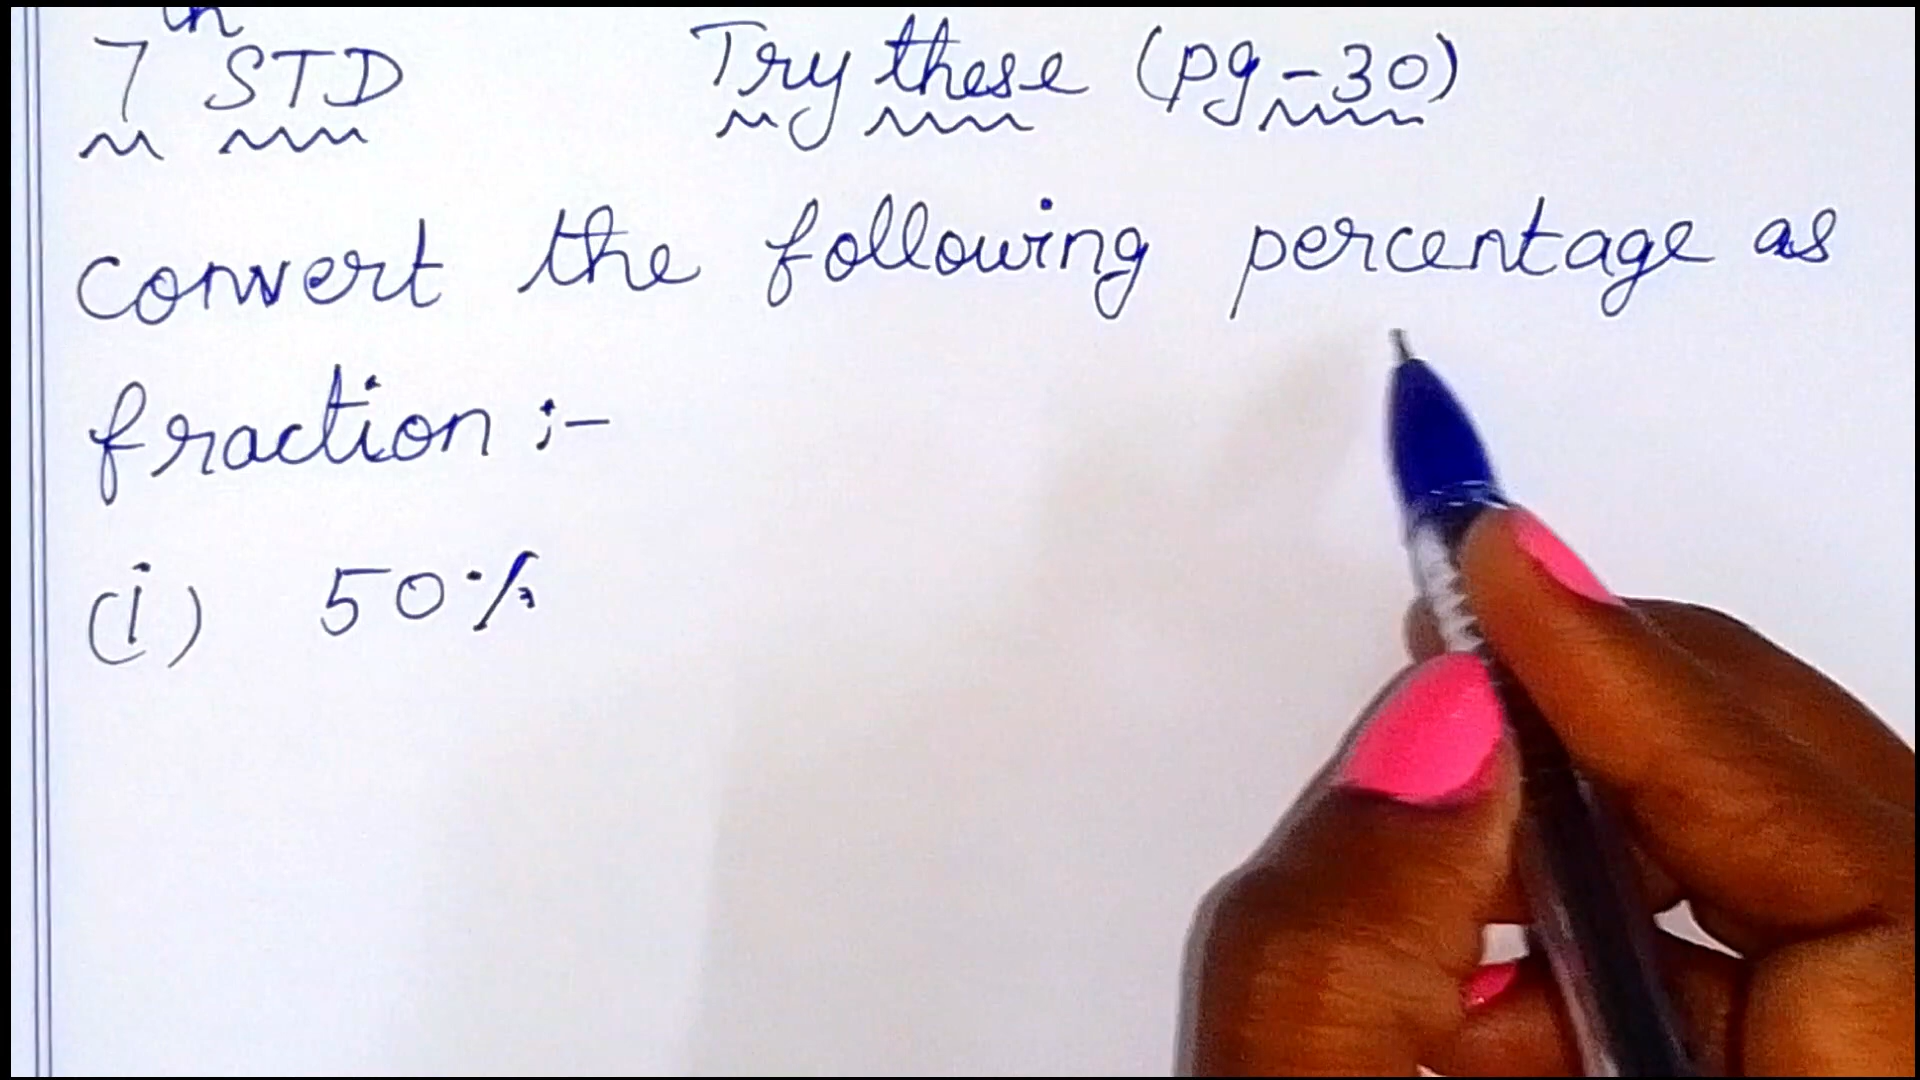 7th STD Try these (pg-30)
convert the following percentage as
fraction :-
(i) 50%